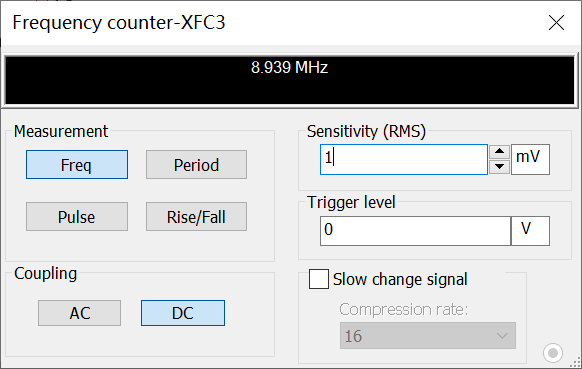 Frequency counter-XFC3
8.939 MHz
Measurement
Freq
Period
Pulse
Rise/Fall
Coupling
AC
DC
Sensitivity (RMS)
1
mV
Trigger level
0
V
Slow change signal
Compression rate:
16